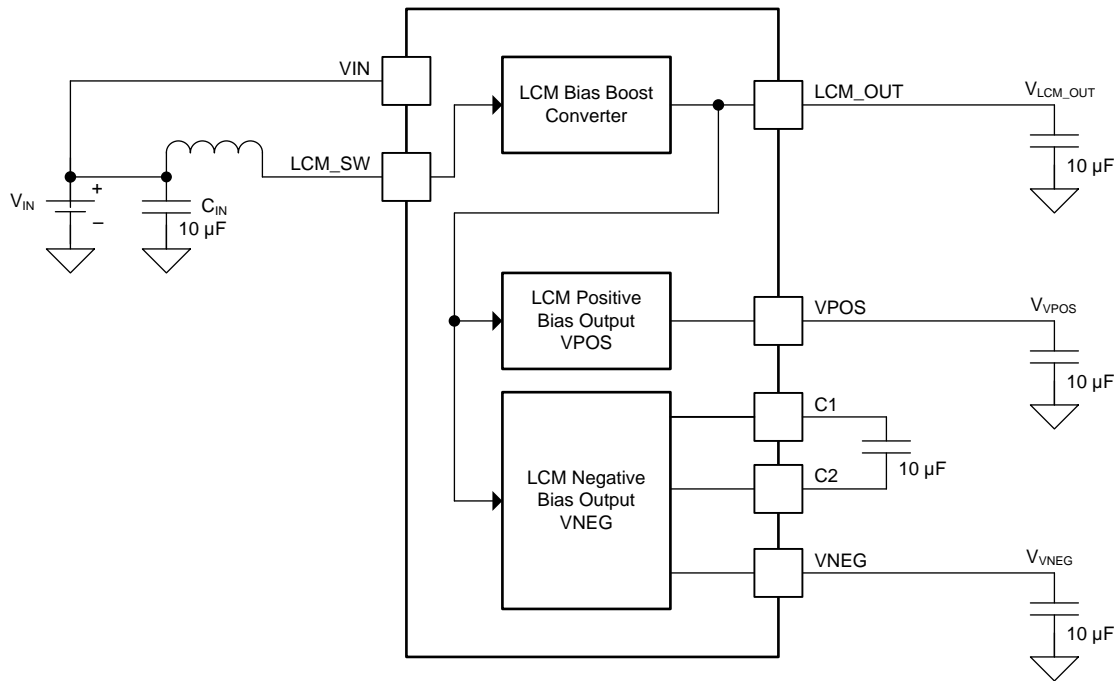 VIN
LCM Bias Boost
Converter
LCM_OUT
V_LCM_OUT
10 µF
LCM_SW
V_IN
+
–
C_IN
10 µF
LCM Positive
Bias Output
VPOS
VPOS
V_VPOS
10 µF
LCM Negative
Bias Output
VNEG
C1
C2
10 µF
VNEG
V_VNEG
10 µF